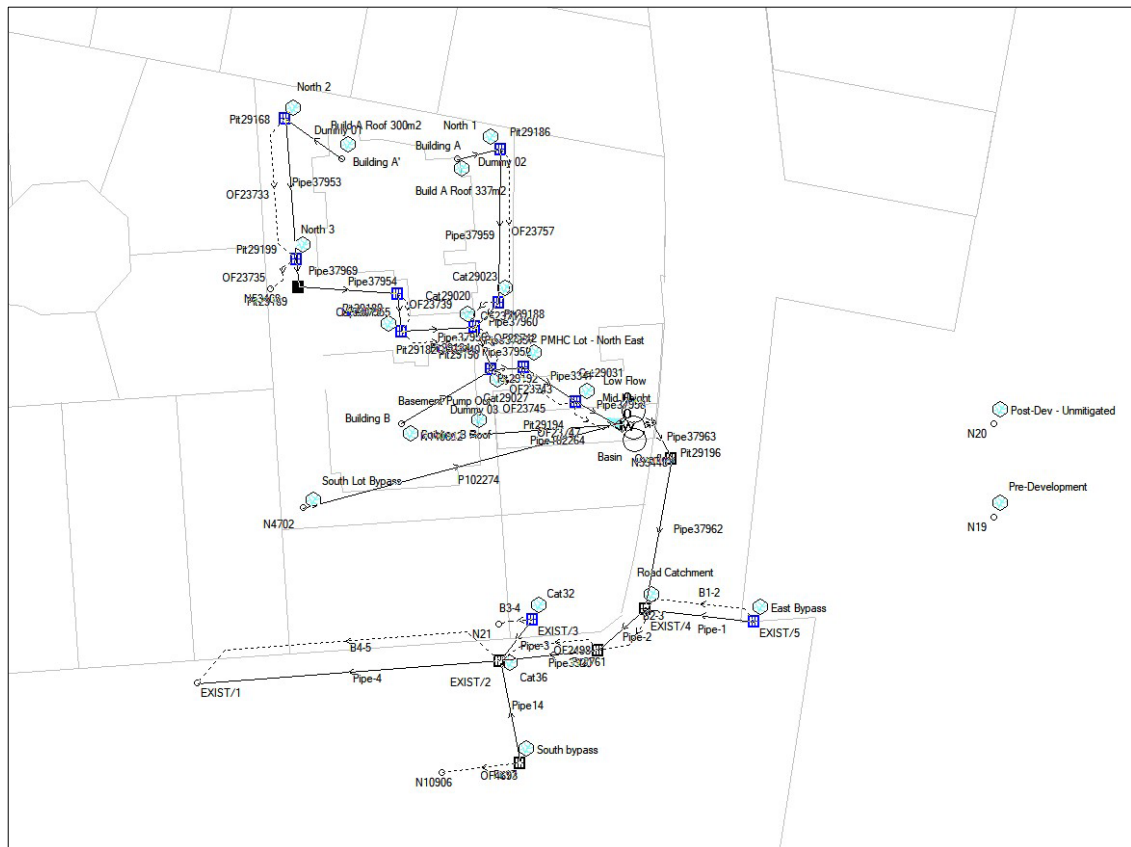 North 2
Pit29168
Dummy 01
Build A Roof 300m2
North 1
Pit29186
Building A'
Building A
Dummy 02
Build A Roof 337m2
Pipe37953
OF23733
Pipe37959
OF23757
North 3
Pit29199
OF23735
Pipe37969
Pipe37954
Cat29023
Cat29020
OF23739
Pit29188
Pipe37960
PMHC Lot - North East
Pipe37952
Cat29031
Low Flow
Mid Height
Cat29027
OF23743
OF23745
Basement Pump Out
Building B
Dummy 03
Pipe37958
Pit29194
Pipe37963
Pit29196
Basin
P102274
South Lot Bypass
N4702
Pipe37962
Post-Dev - Unmitigated
N20
Pre-Development
N19
Road Catchment
B1-2
East Bypass
B2-3
EXIST/4
Pipe-1
EXIST/5
Cat32
B3-4
N21
EXIST/3
Pipe-2
Pipe-3
B4-5
Pipe-4
EXIST/1
EXIST/2
Cat36
Pipe14
South bypass
N10906